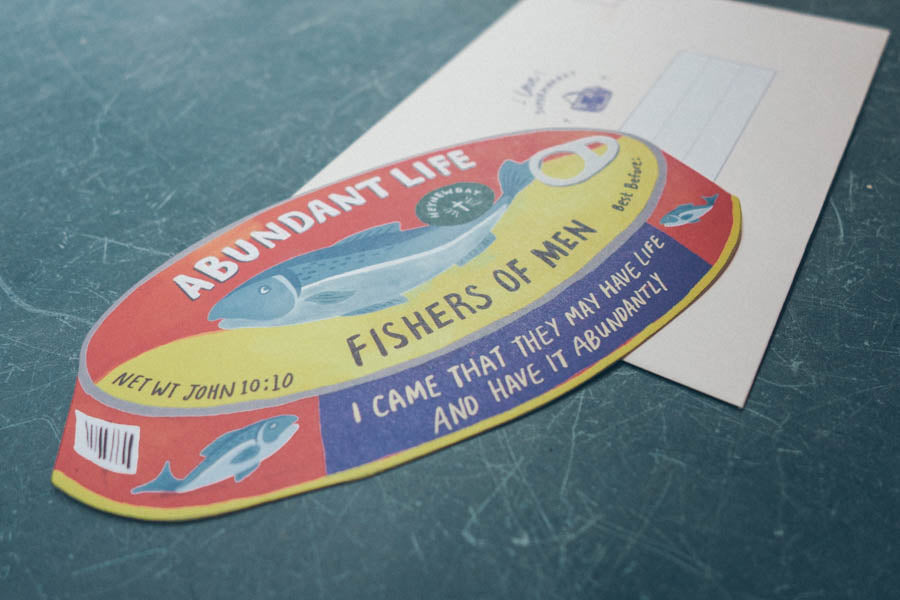 ABUNDANT LIFE
HEYNEWDAY
Best Before:
FISHERS OF MEN
NET WT JOHN 10:10
I CAME THAT THEY MAY HAVE LIFE
AND HAVE IT ABUNDANTLY